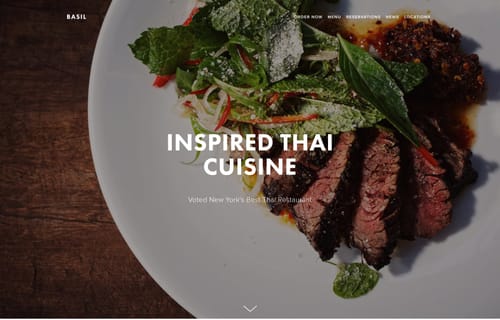 BASIL
ORDER NOW MENU RESERVATIONS NEWS LOCATIONS
INSPIRED THAI
CUISINE
Voted New York's Best Thai Restaurant